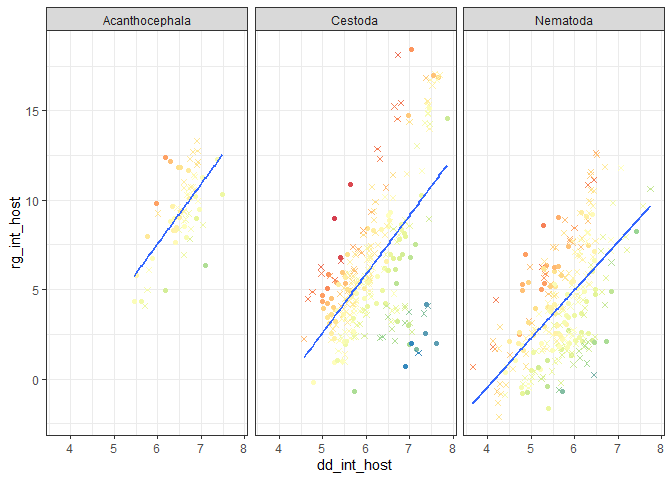 Acanthocephala Cestoda Nematoda
rg_int_host
15
10
5
0
4 5 6 7 8 4 5 6 7 8 4 5 6 7 8
dd_int_host